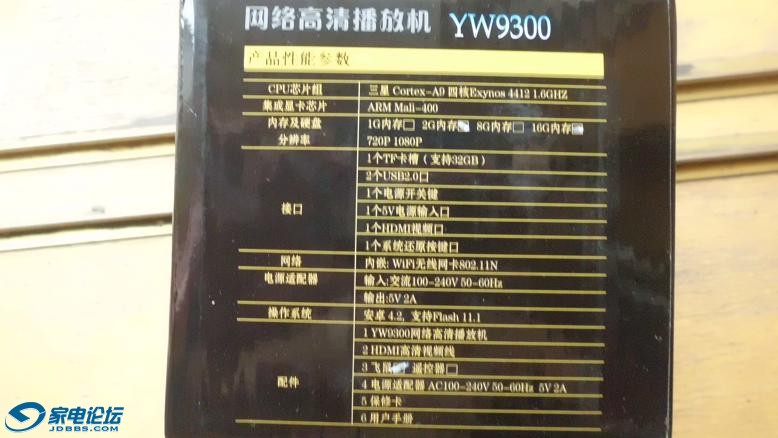 网络高清播放机 YW9300
产品性能参数
CPU芯片组 三星 Cortex-A9 四核Exynos 4412 1.6GHZ
集成显卡芯片 ARM Mali-400
内存及硬盘 1G内存□ 2G内存 8G内存□ 16G内存
分辨率 720P 1080P
1个TF卡槽（支持32GB）
2个USB2.0口
1个电源开关键
接口 1个5V电源输入口
1个HDMI视频口
1个系统还原按键口
网络 内嵌: WiFi无线网卡802.11N
电源适配器 输入:交流100-240V 50-60Hz
输出:5V 2A
操作系统 安卓4.2, 支持Flash 11.1
1 YW9300网络高清播放机
2 HDMI高清视频线
3 飞鼠 遥控器□
配件 4 电源适配器 AC100-240V 50-60Hz 5V 2A
5 保修卡
6 用户手册
家电论坛
JDBBS.COM